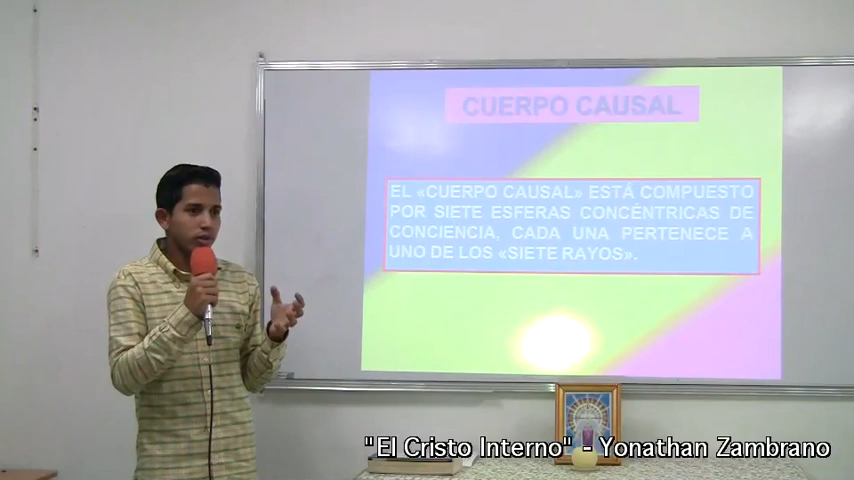 CUERPO CAUSAL
EL «CUERPO CAUSAL» ESTÁ COMPUESTO
POR SIETE ESFERAS CONCÉNTRICAS DE
CONCIENCIA, CADA UNA PERTENECE A
UNO DE LOS «SIETE RAYOS».
"El Cristo Interno" - Yonathan Zambrano